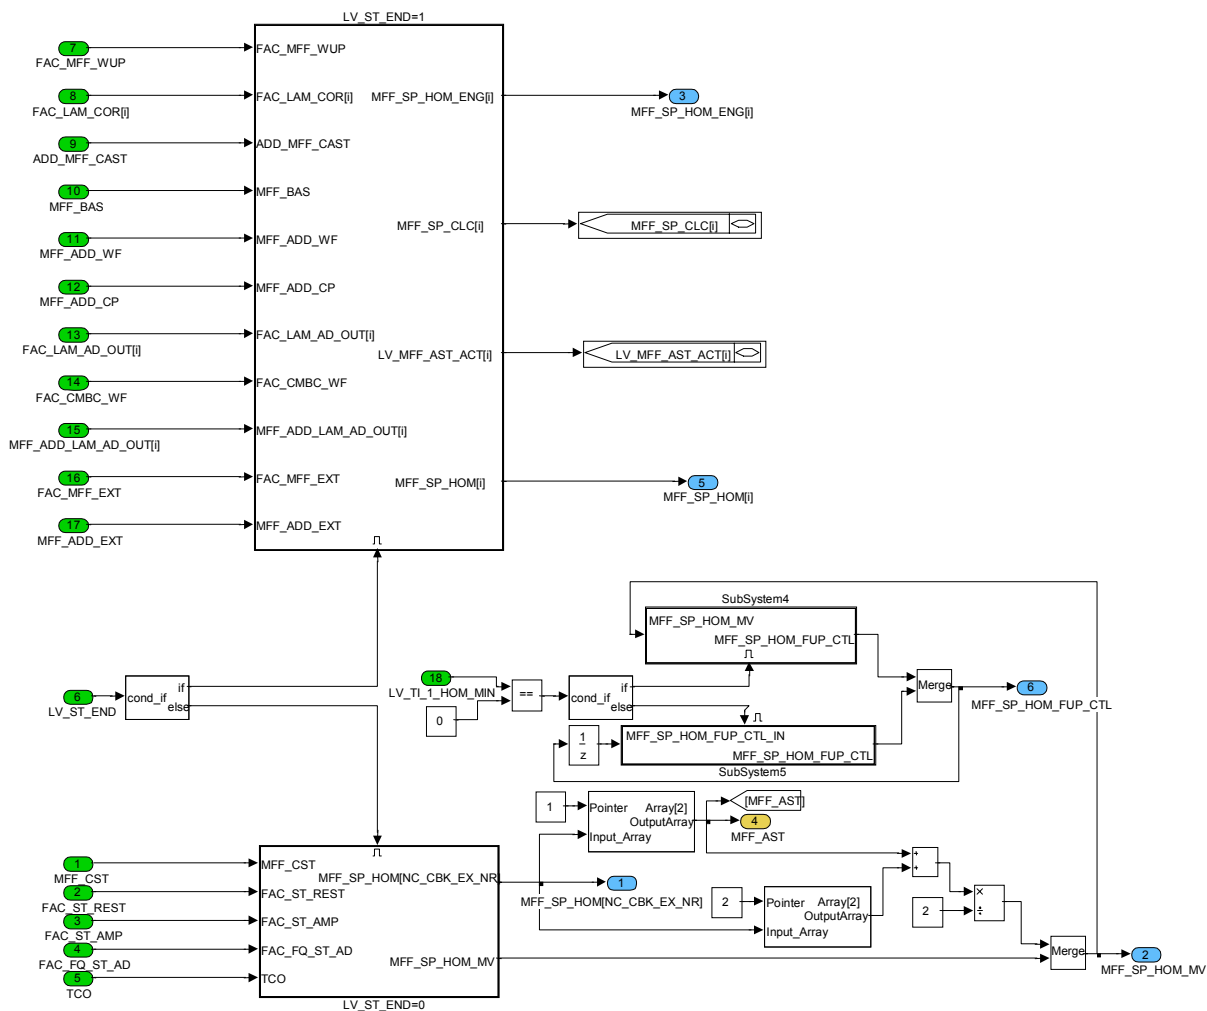 LV_ST_END=1
7
FAC_MFF_WUP
FAC_MFF_WUP
8
FAC_LAM_COR[i]
FAC_LAM_COR[i]
MFF_SP_HOM_ENG[i]
3
MFF_SP_HOM_ENG[i]
9
ADD_MFF_CAST
ADD_MFF_CAST
10
MFF_BAS
MFF_BAS
MFF_SP_CLC[i]
MFF_SP_CLC[i]
11
MFF_ADD_WF
MFF_ADD_WF
12
MFF_ADD_CP
MFF_ADD_CP
13
FAC_LAM_AD_OUT[i]
FAC_LAM_AD_OUT[i]
LV_MFF_AST_ACT[i]
LV_MFF_AST_ACT[i]
14
FAC_CMBC_WF
FAC_CMBC_WF
15
MFF_ADD_LAM_AD_OUT[i]
MFF_ADD_LAM_AD_OUT[i]
16
FAC_MFF_EXT
FAC_MFF_EXT
MFF_SP_HOM[i]
5
MFF_SP_HOM[i]
17
MFF_ADD_EXT
MFF_ADD_EXT
SubSystem4
MFF_SP_HOM_MV
MFF_SP_HOM_FUP_CTL
6
LV_ST_END
cond_if
if
else
18
LV_TI_1_HOM_MIN
0
==
cond_if
if
else
Merge
6
MFF_SP_HOM_FUP_CTL
1
z
MFF_SP_HOM_FUP_CTL_IN
MFF_SP_HOM_FUP_CTL
SubSystem5
1
Pointer
Array[2]
OutputArray
Input_Array
[MFF_AST]
4
MFF_AST
1
MFF_CST
MFF_CST
MFF_SP_HOM[NC_CBK_EX_NR]
1
MFF_SP_HOM[NC_CBK_EX_NR]
2
FAC_ST_REST
FAC_ST_REST
3
FAC_ST_AMP
FAC_ST_AMP
4
FAC_FQ_ST_AD
FAC_FQ_ST_AD
5
TCO
TCO
MFF_SP_HOM_MV
LV_ST_END=0
2
Pointer
Array[2]
OutputArray
Input_Array
+
+
2
×
÷
Merge
2
MFF_SP_HOM_MV